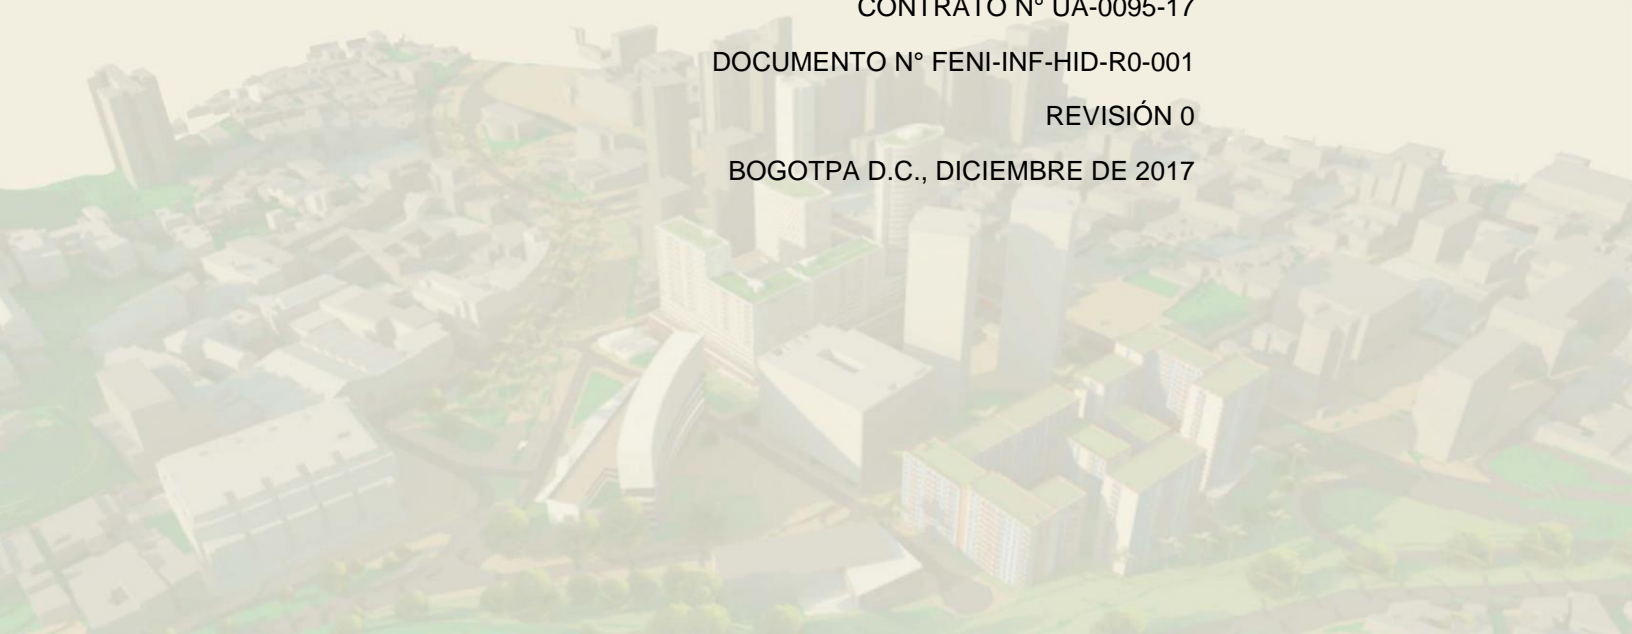 CONTRATO N° UA-0095-17
DOCUMENTO N° FENI-INF-HID-R0-001
REVISIÓN 0
BOGOTPA D.C., DICIEMBRE DE 2017